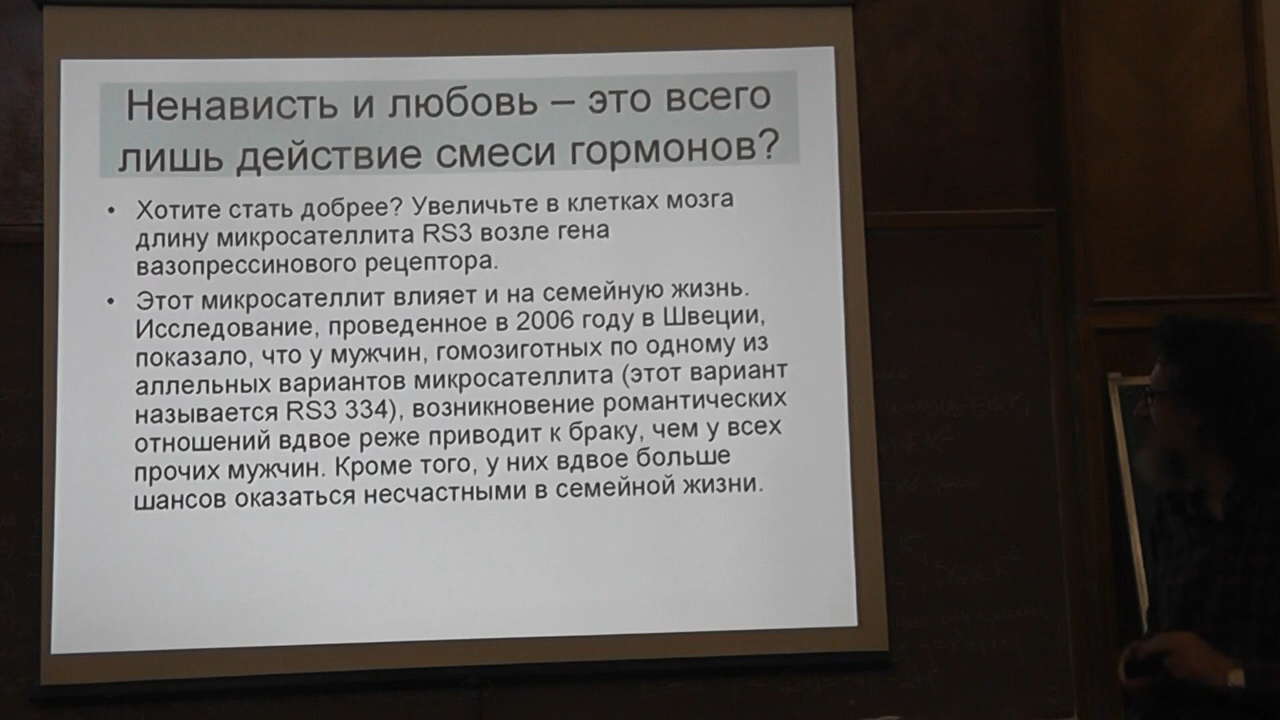 Ненависть и любовь – это всего
лишь действие смеси гормонов?
• Хотите стать добрее? Увеличьте в клетках мозга
длину микросателлита RS3 возле гена
вазопрессинового рецептора.
• Этот микросателлит влияет и на семейную жизнь.
Исследование, проведенное в 2006 году в Швеции,
показало, что у мужчин, гомозиготных по одному из
аллельных вариантов микросателлита (этот вариант
называется RS3 334), возникновение романтических
отношений вдвое реже приводит к браку, чем у всех
прочих мужчин. Кроме того, у них вдвое больше
шансов оказаться несчастными в семейной жизни.